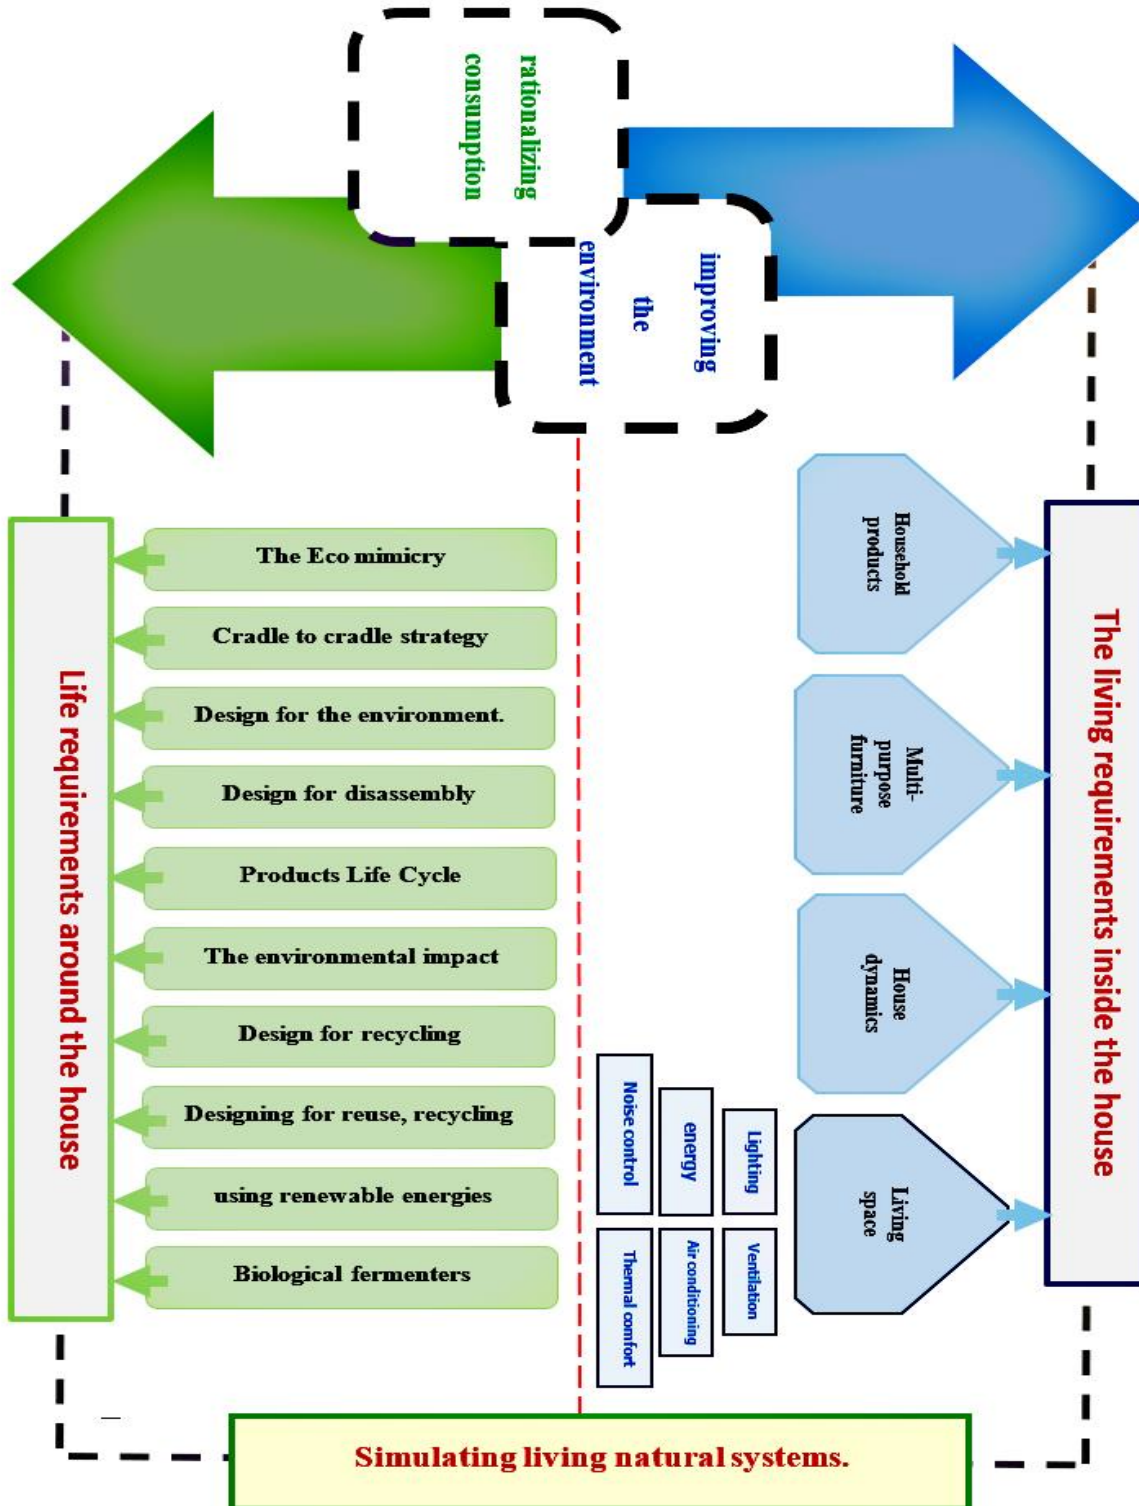 rationalizing
consumption
improving
the
environment
The living requirements inside the house
Household
products
Multi-
purpose
furniture
House
dynamics
Living
space
Lighting
energy
Noise control
Ventilation
Air conditioning
Thermal comfort
Life requirements around the house
The Eco mimicry
Cradle to cradle strategy
Design for the environment.
Design for disassembly
Products Life Cycle
The environmental impact
Design for recycling
Designing for reuse, recycling
using renewable energies
Biological fermenters
Simulating living natural systems.